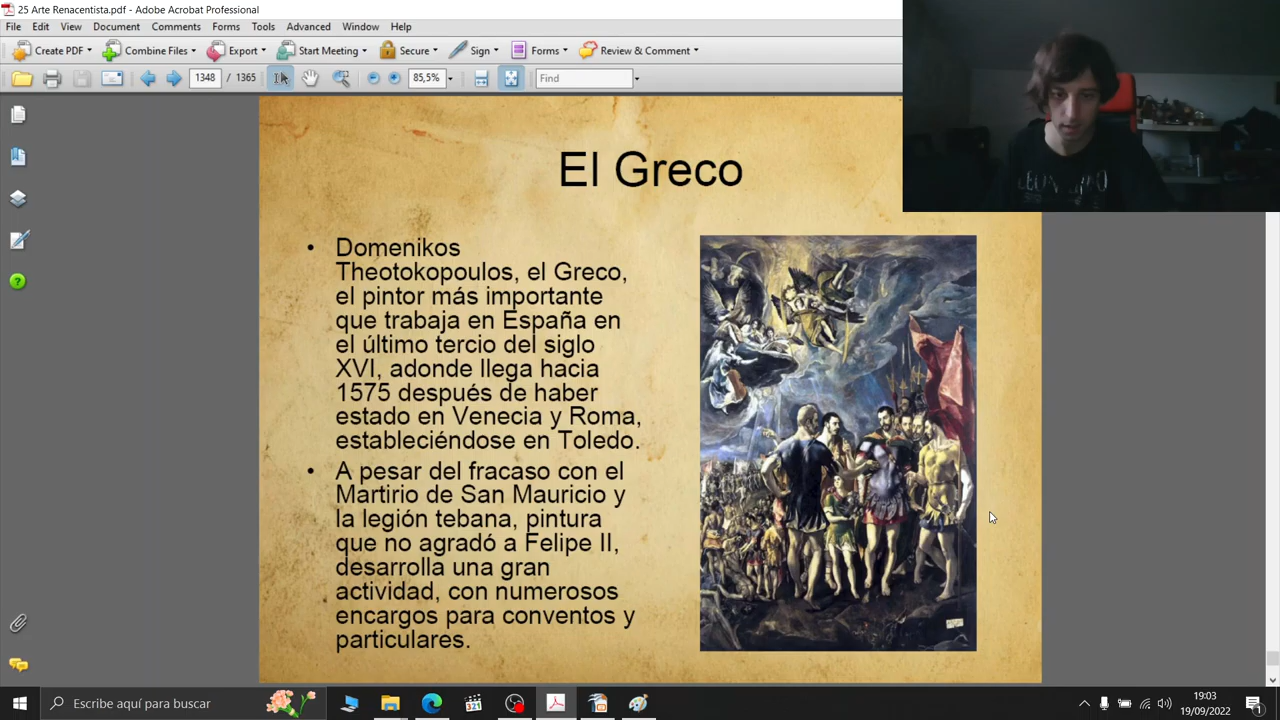 25 Arte Renacentista.pdf - Adobe Acrobat Professional
File Edit View Document Comments Forms Tools Advanced Window Help
Create PDF Combine Files Export Start Meeting Secure Sign Forms Review & Comment
1348 / 1365 85,5% Find
El Greco
• Domenikos
Theotokopoulos, el Greco,
el pintor más importante
que trabaja en España en
el último tercio del siglo
XVI, adonde llega hacia
1575 después de haber
estado en Venecia y Roma,
estableciéndose en Toledo.
• A pesar del fracaso con el
Martirio de San Mauricio y
la legión tebana, pintura
que no agradó a Felipe II,
desarrolla una gran
actividad, con numerosos
encargos para conventos y
particulares.
Escribe aquí para buscar
321
19:03
19/09/2022
1